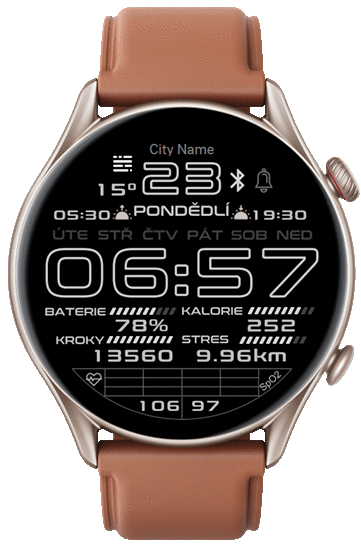 City Name
15° 23
05:30 PONDĚDLÍ 19:30
ÚTE STŘ ČTV PÁT SOB NED
06:57
BATERIE KALORIE
78% 252
KROKY STRES
13560 9.96km
SpO2
106 97